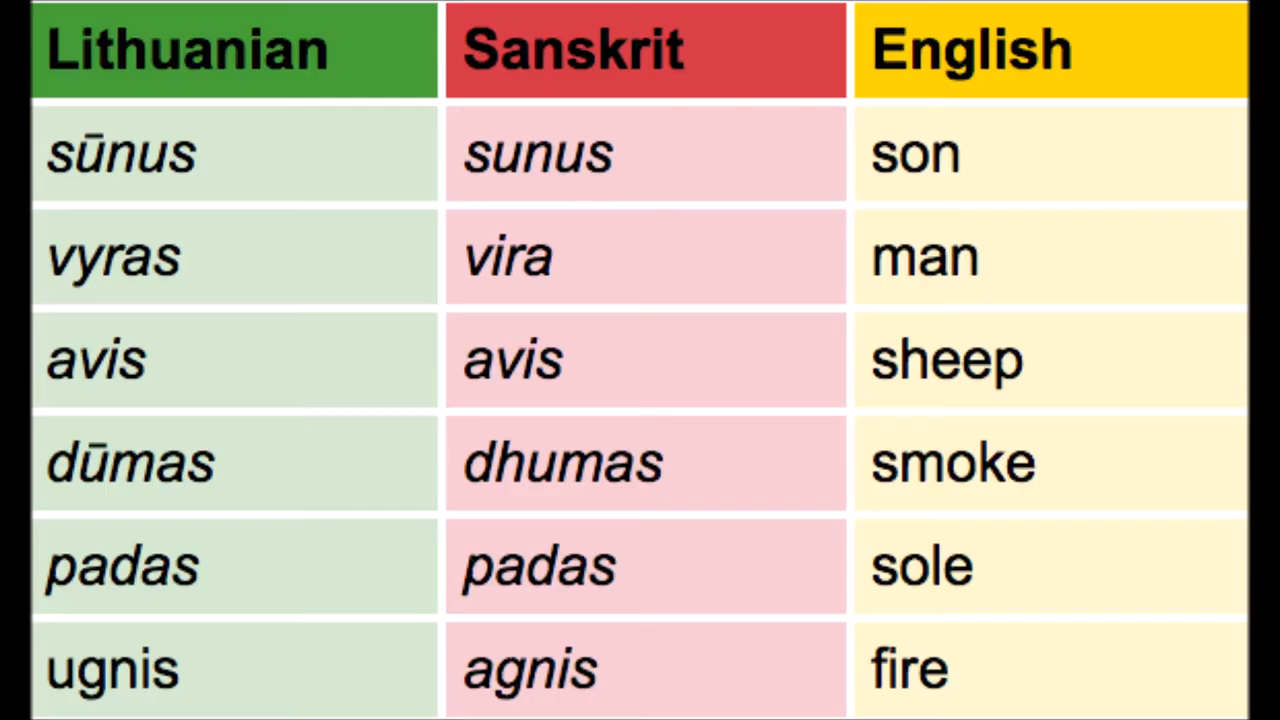 Lithuanian Sanskrit English
sūnus sunus son
vyras vira man
avis avis sheep
dūmas dhumas smoke
padas padas sole
ugnis agnis fire